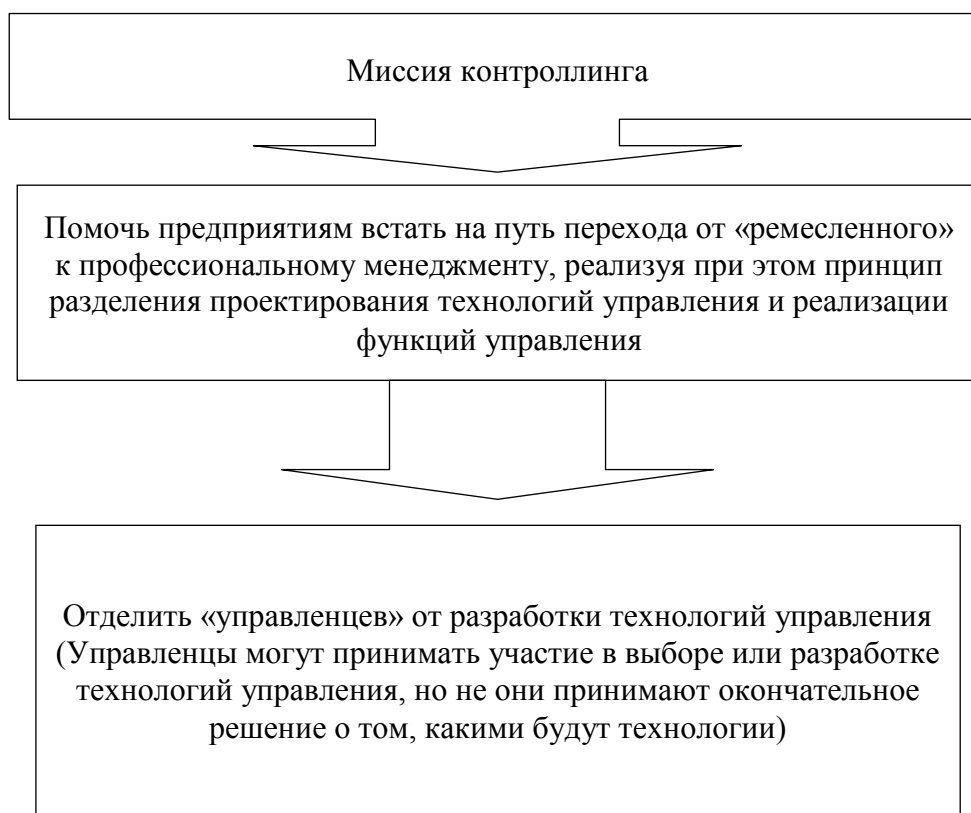 Миссия контроллинга
Помочь предприятиям встать на путь перехода от «ремесленного»
к профессиональному менеджменту, реализуя при этом принцип
разделения проектирования технологий управления и реализации
функций управления
Отделить «управленцев» от разработки технологий управления
(Управленцы могут принимать участие в выборе или разработке
технологий управления, но не они принимают окончательное
решение о том, какими будут технологии)